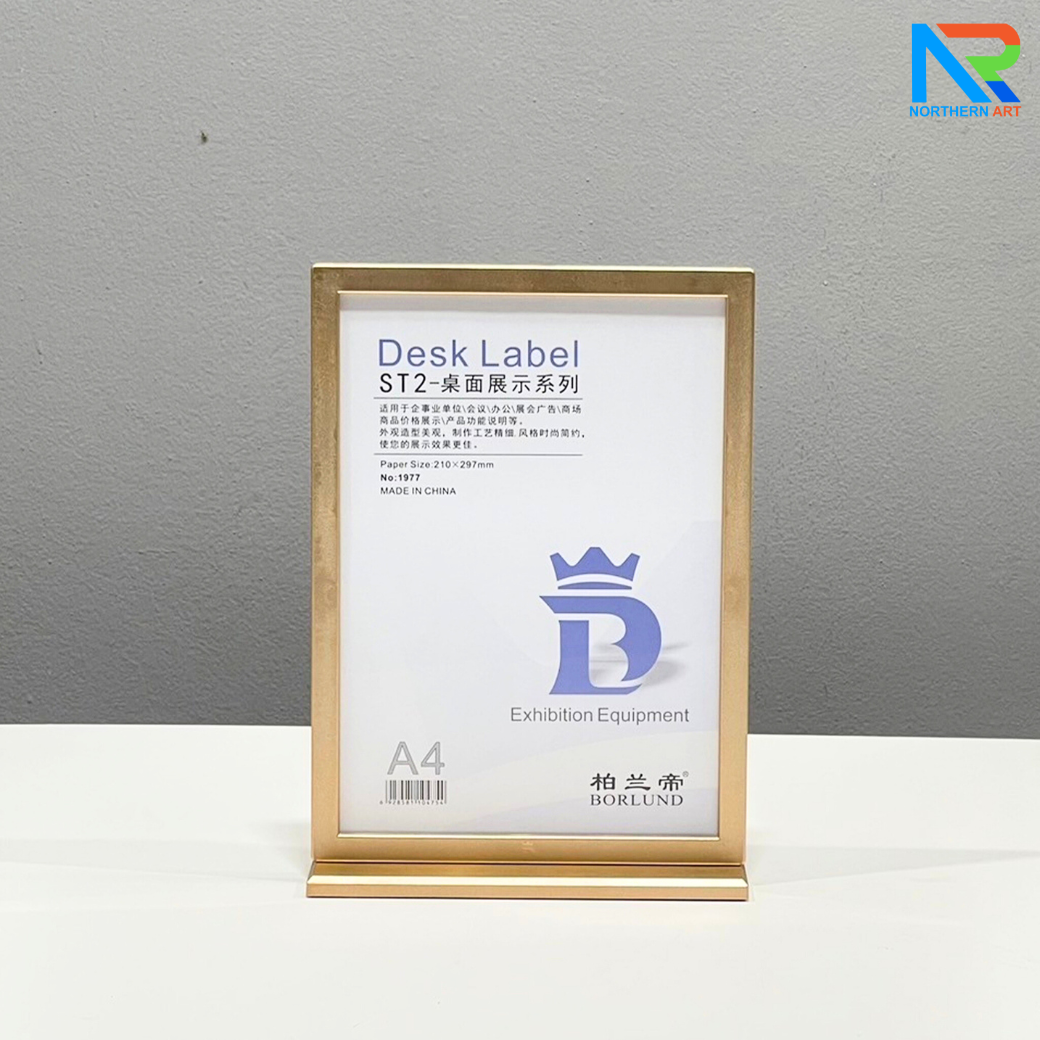 NORTHERN ART
Desk Label
ST2-桌面展示系列
适用于企事业单位\会议\办公\展会广告\商场
商品价格展示\产品功能说明等。
外观造型美观，制作工艺精细.风格时尚简约，
使您的展示效果更佳。
Paper Size:210×297mm
No:1977
MADE IN CHINA
Exhibition Equipment
A4
6 928581 104754
柏兰帝®
BORLUND